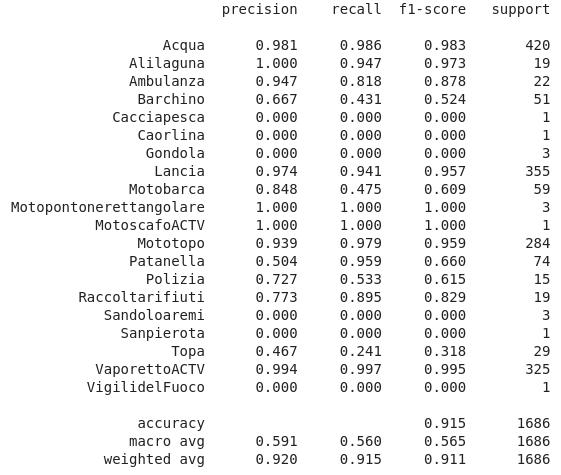 precision recall f1-score support
Acqua 0.981 0.986 0.983 420
Alilaguna 1.000 0.947 0.973 19
Ambulanza 0.947 0.818 0.878 22
Barchino 0.667 0.431 0.524 51
Cacciapesca 0.000 0.000 0.000 1
Caorlina 0.000 0.000 0.000 1
Gondola 0.000 0.000 0.000 3
Lancia 0.974 0.941 0.957 355
Motobarca 0.848 0.475 0.609 59
Motopontonerettangolare 1.000 1.000 1.000 3
MotoscafoACTV 1.000 1.000 1.000 1
Mototopo 0.939 0.979 0.959 284
Patanella 0.504 0.959 0.660 74
Polizia 0.727 0.533 0.615 15
Raccoltarifiuti 0.773 0.895 0.829 19
Sandoloaremi 0.000 0.000 0.000 3
Sanpierota 0.000 0.000 0.000 1
Topa 0.467 0.241 0.318 29
VaporettoACTV 0.994 0.997 0.995 325
VigilidelFuoco 0.000 0.000 0.000 1
accuracy 0.915 1686
macro avg 0.591 0.560 0.565 1686
weighted avg 0.920 0.915 0.911 1686